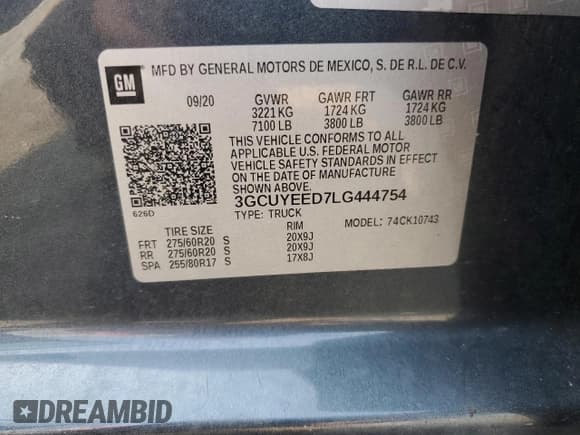 GM
MFD BY GENERAL MOTORS DE MEXICO, S. DE R.L. DE C.V.
09/20 GVWR GAWR FRT GAWR RR
3221 KG 1724 KG 1724 KG
7100 LB 3800 LB 3800 LB
THIS VEHICLE CONFORMS TO ALL
APPLICABLE U.S. FEDERAL MOTOR
VEHICLE SAFETY STANDARDS IN EFFECT
ON THE DATE OF MANUFACTURE
SHOWN ABOVE.
626D
3GCUYEED7LG444754
TYPE: TRUCK MODEL: 74CK10743
TIRE SIZE RIM
FRT 275/60R20 S 20X9J
RR 275/60R20 S 20X9J
SPA 255/80R17 S 17X8J
DREAMBID